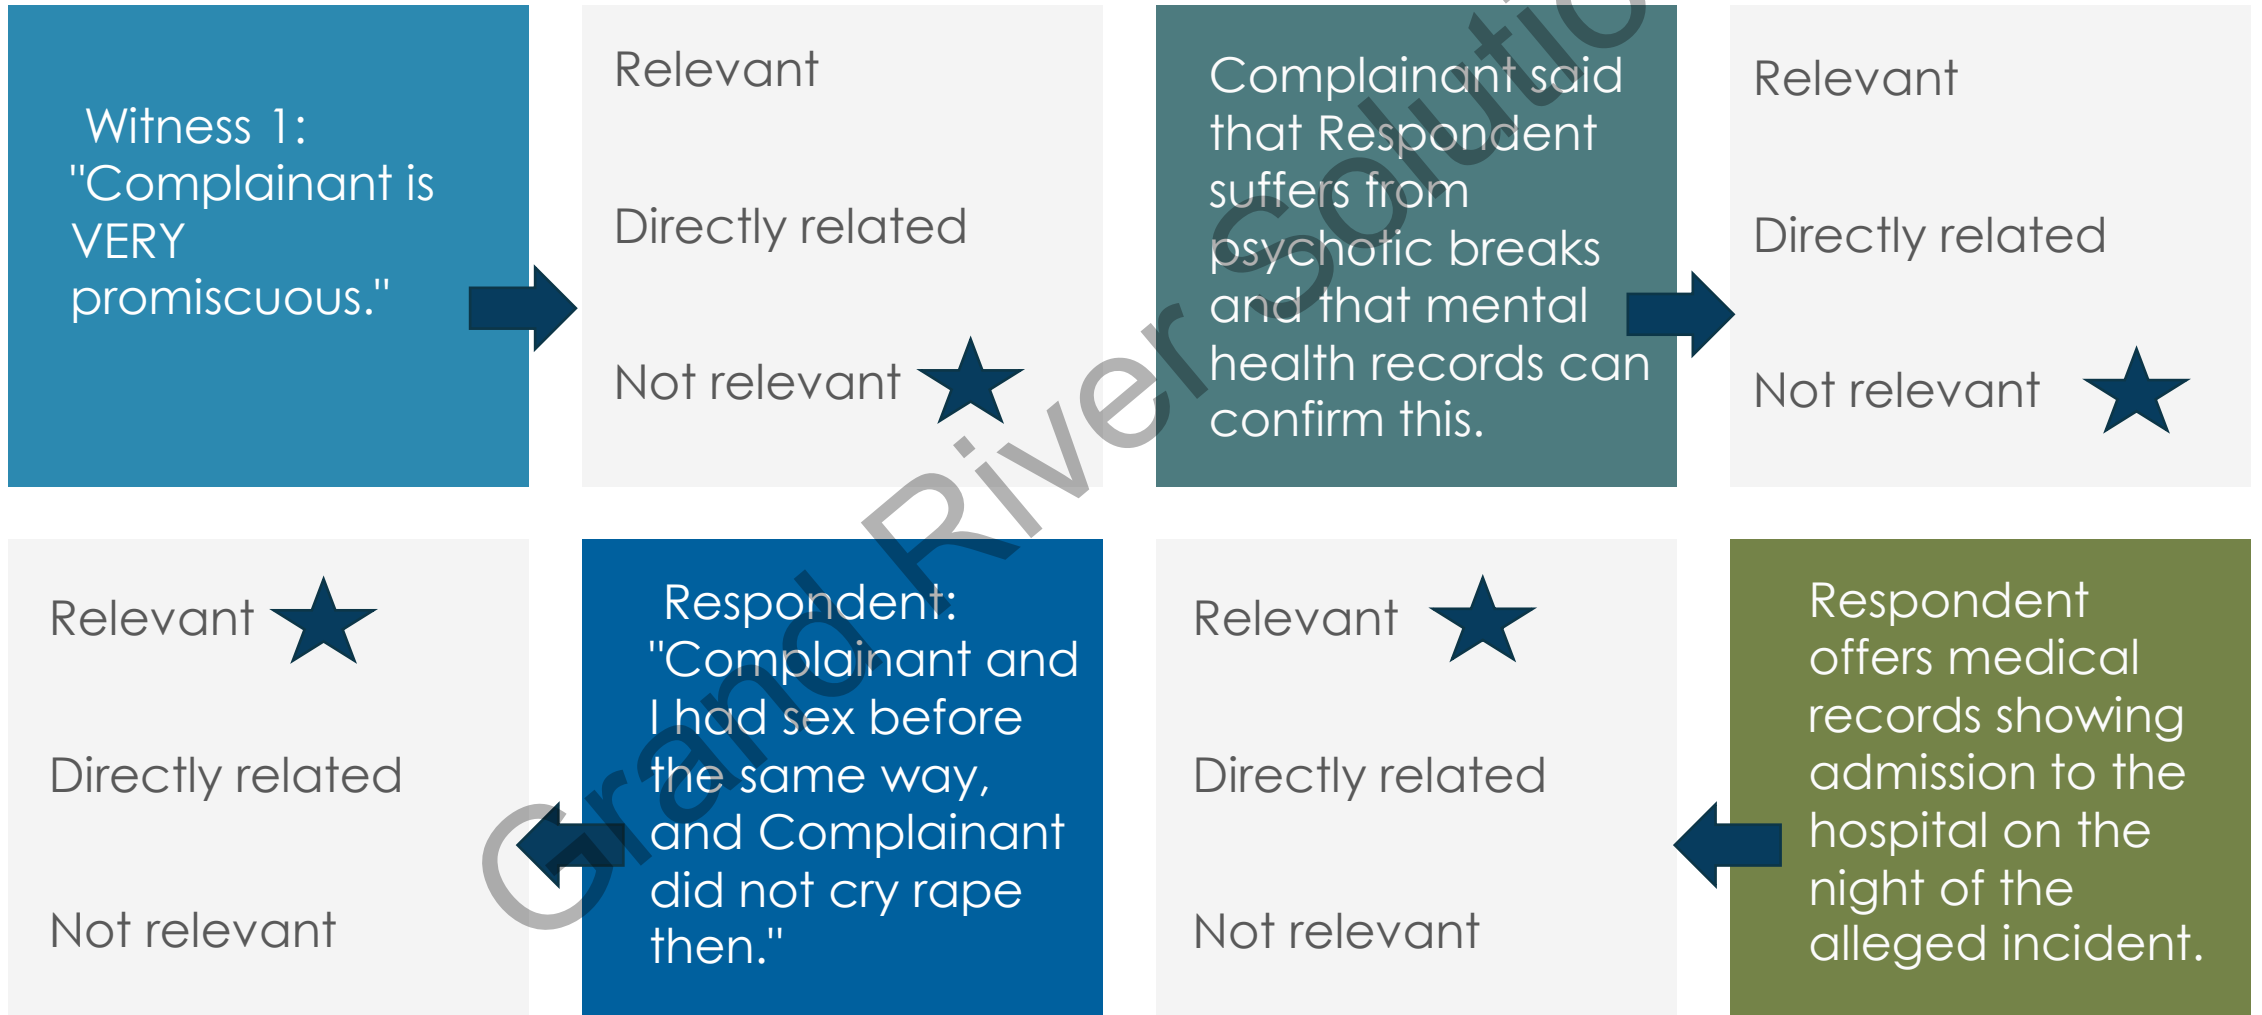 Witness 1:
"Complainant is
VERY
promiscuous."
Relevant
Directly related
Not relevant
Complainant said
that Respondent
suffers from
psychotic breaks
and that mental
health records can
confirm this.
Relevant
Directly related
Not relevant
Relevant
Directly related
Not relevant
Respondent:
"Complainant and
I had sex before
the same way,
and Complainant
did not cry rape
then."
Relevant
Directly related
Not relevant
Respondent
offers medical
records showing
admission to the
hospital on the
night of the
alleged incident.
Grand River Solutio